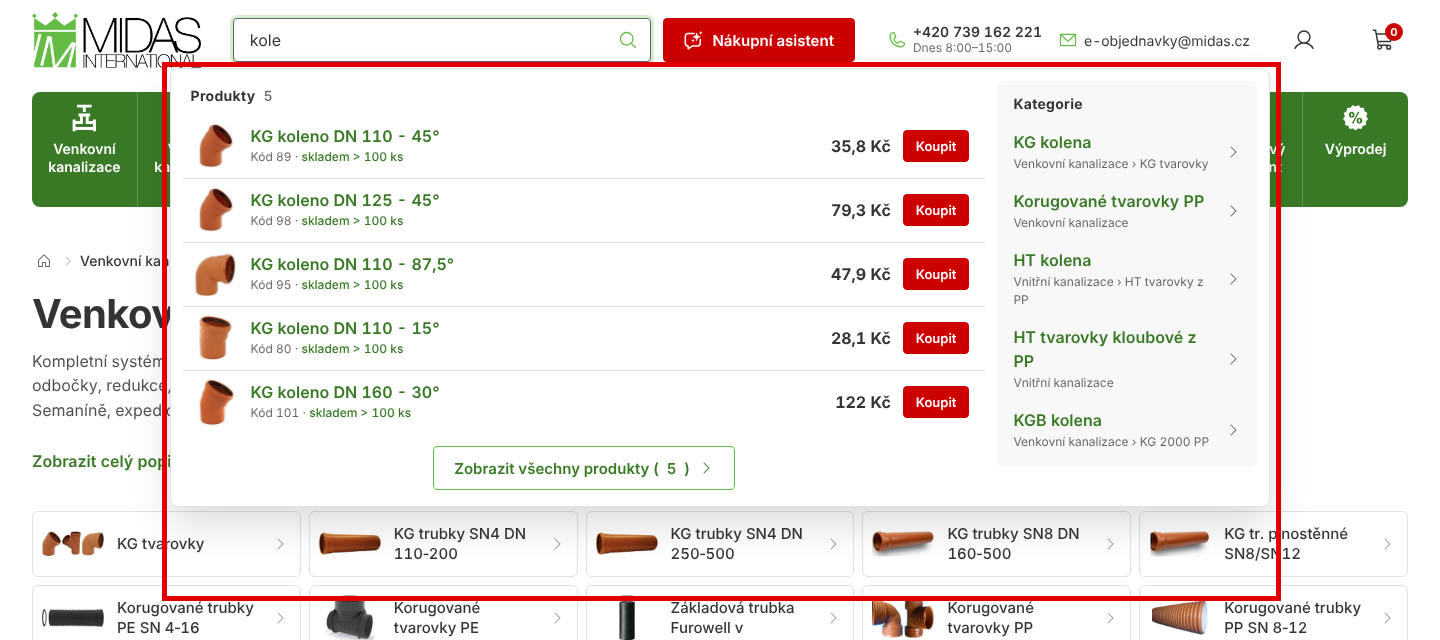 MIDAS
INTERNATIONAL
kole
Nákupní asistent
+420 739 162 221
Dnes 8:00–15:00
e-objednavky@midas.cz
0
Venkovní
kanalizace
Výprodej
Produkty 5
KG koleno DN 110 - 45°
Kód 89 · skladem > 100 ks
35,8 Kč
Koupit
KG koleno DN 125 - 45°
Kód 98 · skladem > 100 ks
79,3 Kč
Koupit
KG koleno DN 110 - 87,5°
Kód 95 · skladem > 100 ks
47,9 Kč
Koupit
KG koleno DN 110 - 15°
Kód 80 · skladem > 100 ks
28,1 Kč
Koupit
KG koleno DN 160 - 30°
Kód 101 · skladem > 100 ks
122 Kč
Koupit
Zobrazit všechny produkty ( 5 )
Kategorie
KG kolena
Venkovní kanalizace › KG tvarovky
Korugované tvarovky PP
Venkovní kanalizace
HT kolena
Vnitřní kanalizace › HT tvarovky z
PP
HT tvarovky kloubové z
PP
Vnitřní kanalizace
KGB kolena
Venkovní kanalizace › KG 2000 PP
Venkovní kan
Venkov
Kompletní systém
odbočky, redukce,
Semaníně, expedi
Zobrazit celý popi
KG tvarovky
KG trubky SN4 DN
110-200
KG trubky SN4 DN
250-500
KG trubky SN8 DN
160-500
KG tr. plnostěnné
SN8/SN12
Korugované trubky
PE SN 4-16
Korugované
tvarovky PE
Základová trubka
Furowell v
Korugované
tvarovky PP
Korugované trubky
PP SN 8-12